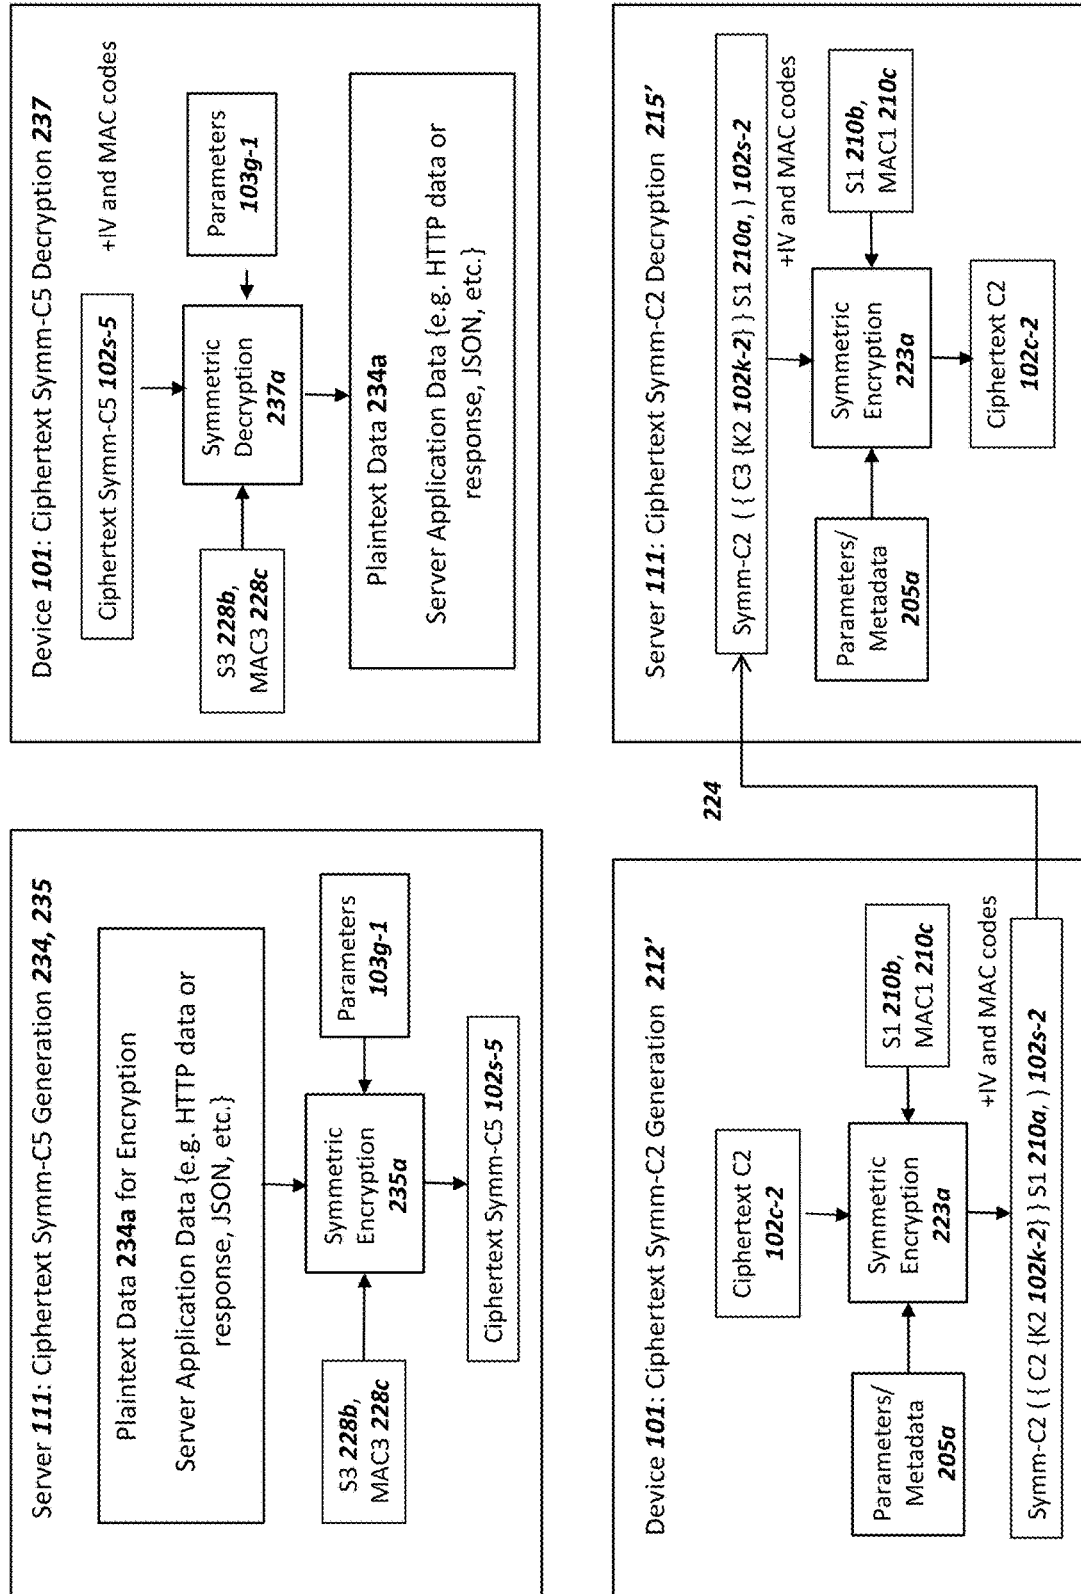 Server 111: Ciphertext Symm-C5 Generation 234, 235
Plaintext Data 234a for Encryption
Server Application Data {e.g. HTTP data or
response, JSON, etc.}
S3 228b,
MAC3 228c
Symmetric
Encryption
235a
Parameters
103g-1
Ciphertext Symm-C5 102s-5
Device 101: Ciphertext Symm-C5 Decryption 237
Ciphertext Symm-C5 102s-5
+IV and MAC codes
S3 228b,
MAC3 228c
Symmetric
Decryption
237a
Parameters
103g-1
Plaintext Data 234a
Server Application Data {e.g. HTTP data or
response, JSON, etc.}
Device 101: Ciphertext Symm-C2 Generation 212’
Ciphertext C2
102c-2
Parameters/
Metadata
205a
Symmetric
Encryption
223a
S1 210b,
MAC1 210c
+IV and MAC codes
Symm-C2 ( { C2 {K2 102k-2} } S1 210a, ) 102s-2
224
Server 111: Ciphertext Symm-C2 Decryption 215’
Symm-C2 ( { C3 {K2 102k-2} } S1 210a, ) 102s-2
+IV and MAC codes
Parameters/
Metadata
205a
Symmetric
Encryption
223a
S1 210b,
MAC1 210c
Ciphertext C2
102c-2